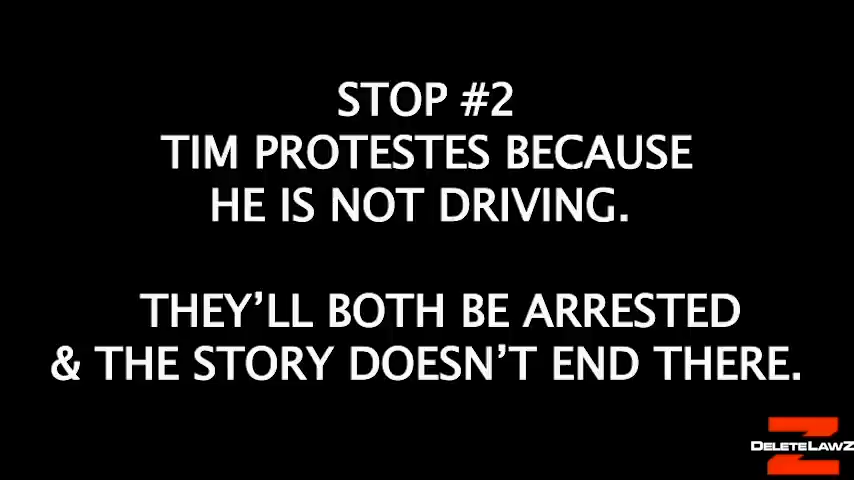 STOP #2
TIM PROTESTES BECAUSE
HE IS NOT DRIVING.
THEY'LL BOTH BE ARRESTED
& THE STORY DOESN'T END THERE.
DELETELAWZ